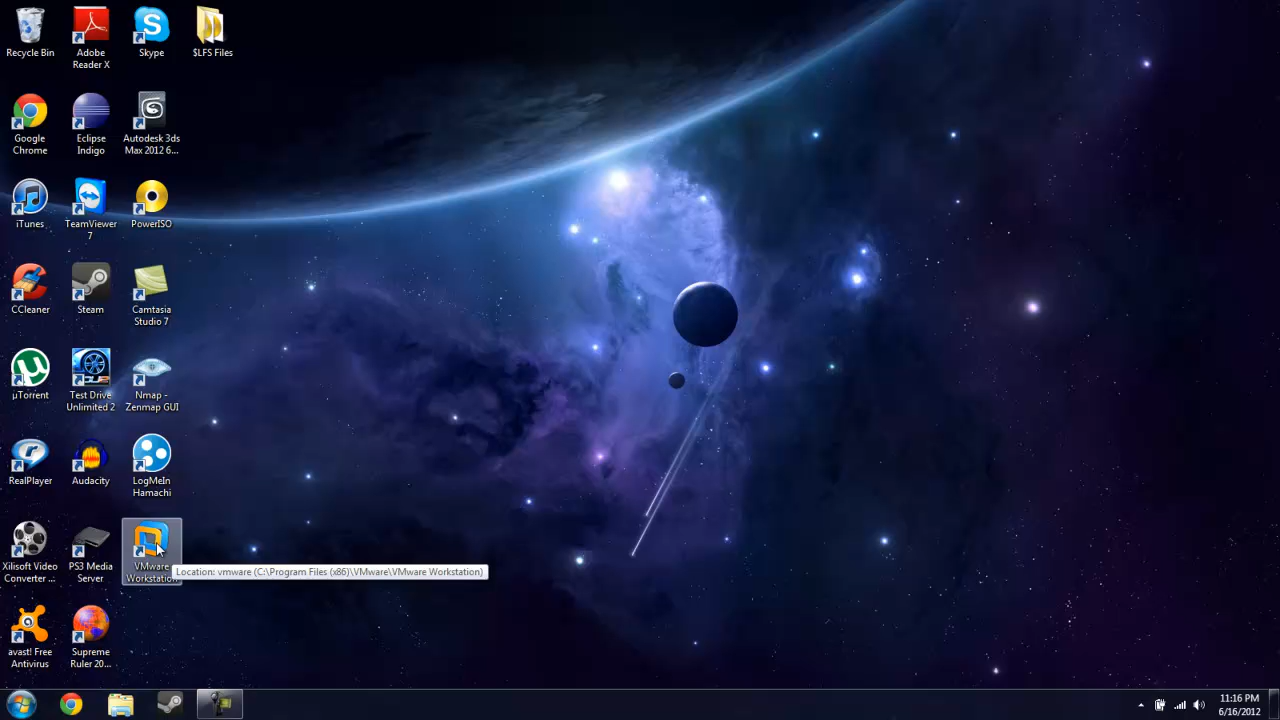 Recycle Bin
Adobe
Reader X
Skype
$LFS Files
Google
Chrome
Eclipse
Indigo
Autodesk 3ds
Max 2012 6...
iTunes
TeamViewer
7
PowerISO
CCleaner
Steam
Camtasia
Studio 7
µTorrent
Test Drive
Unlimited 2
Nmap -
Zenmap GUI
RealPlayer
Audacity
LogMeIn
Hamachi
Xilisoft Video
Converter ...
PS3 Media
Server
VMware
Workstation
Location: vmware (C:\Program Files (x86)\VMware\VMware Workstation)
avast! Free
Antivirus
Supreme
Ruler 20...
11:16 PM
6/16/2012